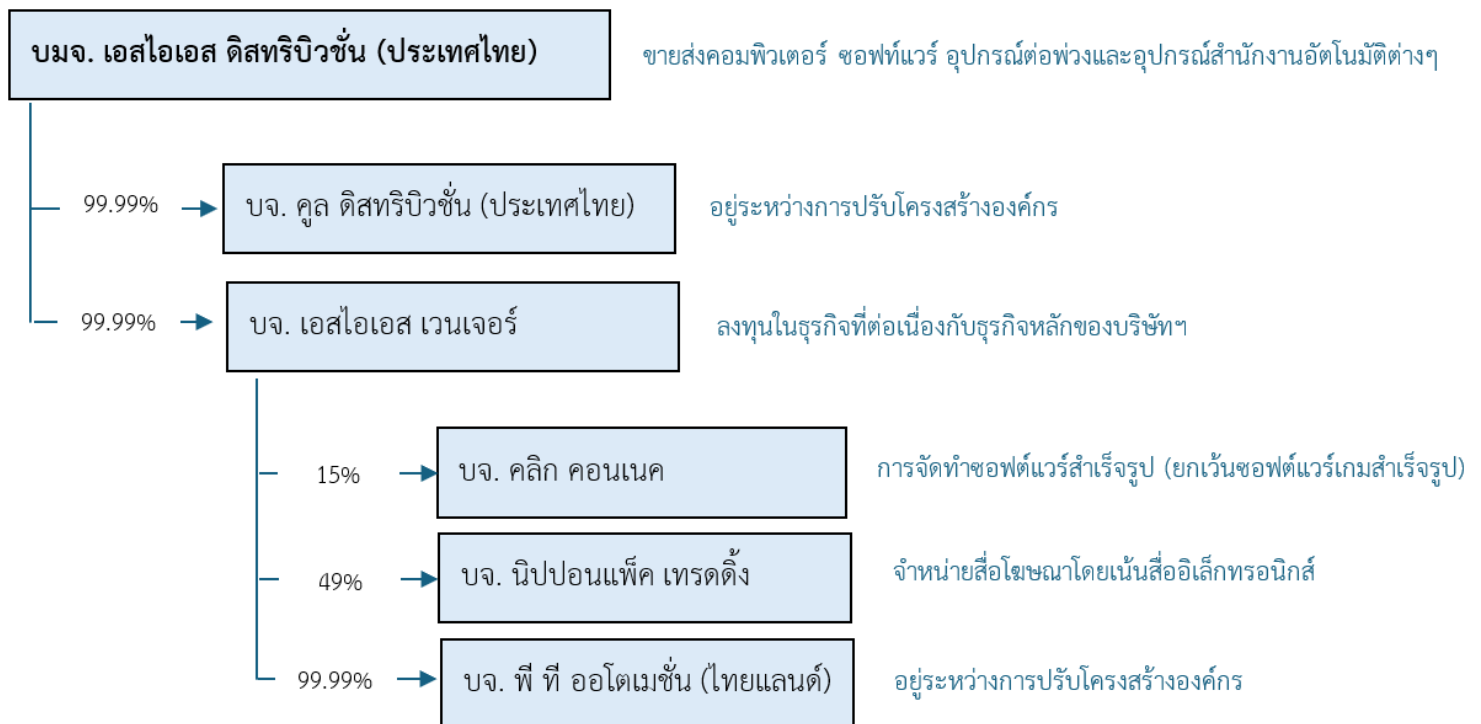 บมจ. เอสไอเอส ดิสทริบิวชั่น (ประเทศไทย)
ขายส่งคอมพิวเตอร์ ซอฟท์แวร์ อุปกรณ์ต่อพ่วงและอุปกรณ์สำนักงานอัตโนมัติต่างๆ
99.99%
บจ. คูล ดิสทริบิวชั่น (ประเทศไทย)
อยู่ระหว่างการปรับโครงสร้างองค์กร
99.99%
บจ. เอสไอเอส เวนเจอร์
ลงทุนในธุรกิจที่ต่อเนื่องกับธุรกิจหลักของบริษัทฯ
15%
บจ. คลิก คอนเนค
การจัดทำซอฟต์แวร์สำเร็จรูป (ยกเว้นซอฟต์แวร์เกมสำเร็จรูป)
49%
บจ. นิปปอนแพ็ค เทรดดิ้ง
จำหน่ายสื่อโฆษณาโดยเน้นสื่ออิเล็กทรอนิกส์
99.99%
บจ. พี ที ออโตเมชั่น (ไทยแลนด์)
อยู่ระหว่างการปรับโครงสร้างองค์กร